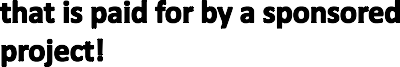 that is paid for by a sponsored
project!